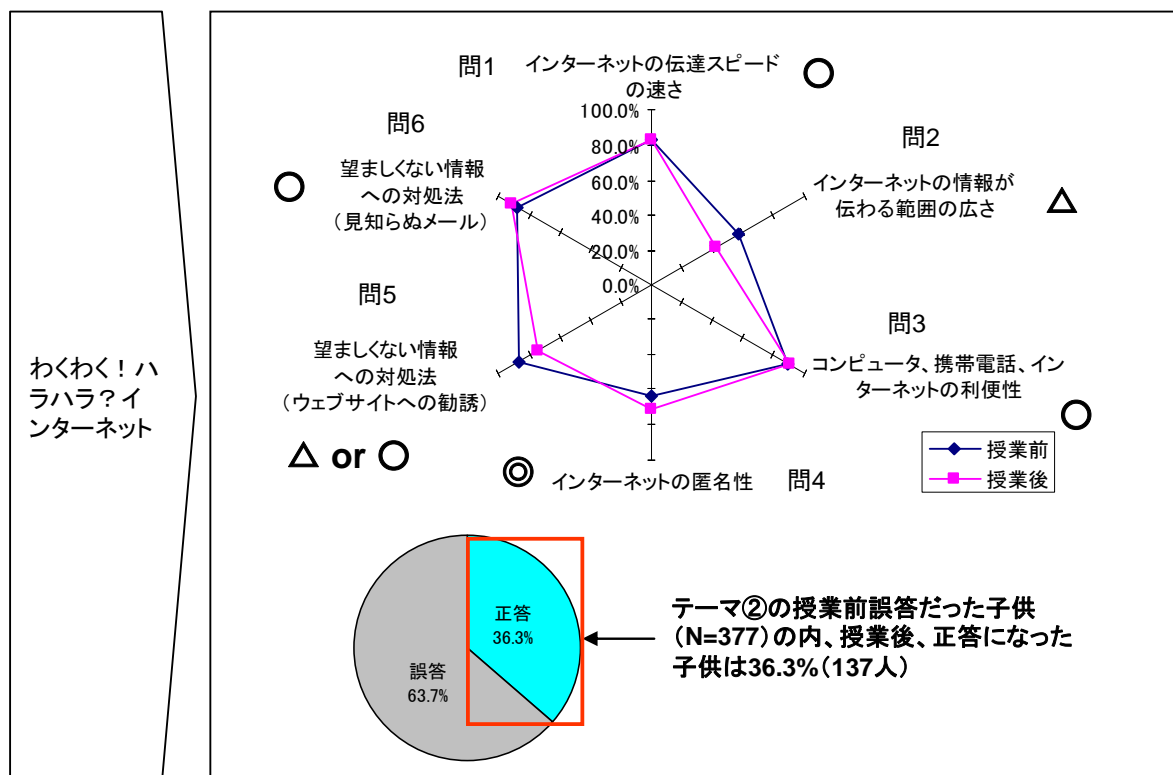 わくわく！ハ
ラハラ？イ
ンターネット
問1
インターネットの伝達スピード
の速さ
○
100.0%
80.0%
60.0%
40.0%
20.0%
0.0%
問2
インターネットの情報が
伝わる範囲の広さ
△
問3
コンピュータ、携帯電話、イン
ターネットの利便性
○
授業前
授業後
問4
インターネットの匿名性
◎
問5
望ましくない情報
への対処法
（ウェブサイトへの勧誘）
△ or ○
問6
望ましくない情報
への対処法
（見知らぬメール）
○
正答
36.3%
誤答
63.7%
テーマ②の授業前誤答だった子供
（N=377）の内、授業後、正答になった
子供は36.3%（137人）